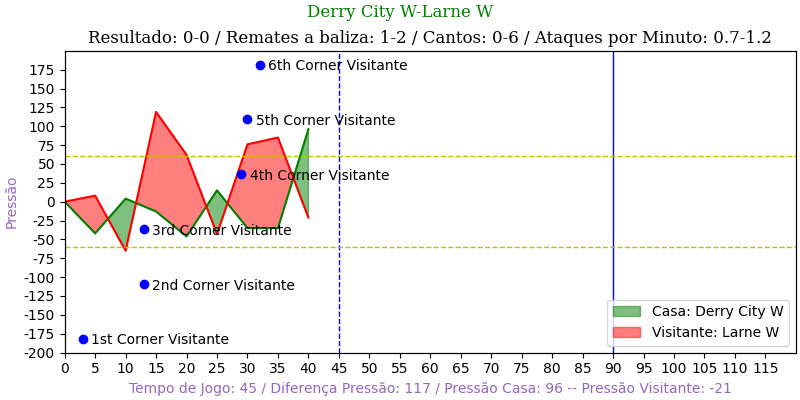 Derry City W-Larne W
Resultado: 0-0 / Remates a baliza: 1-2 / Cantos: 0-6 / Ataques por Minuto: 0.7-1.2
Pressão
175
150
125
100
75
50
25
0
-25
-50
-75
-100
-125
-150
-175
-200
6th Corner Visitante
5th Corner Visitante
4th Corner Visitante
3rd Corner Visitante
2nd Corner Visitante
1st Corner Visitante
Casa: Derry City W
Visitante: Larne W
0 5 10 15 20 25 30 35 40 45 50 55 60 65 70 75 80 85 90 95 100 105 110 115
Tempo de Jogo: 45 / Diferença Pressão: 117 / Pressão Casa: 96 -- Pressão Visitante: -21